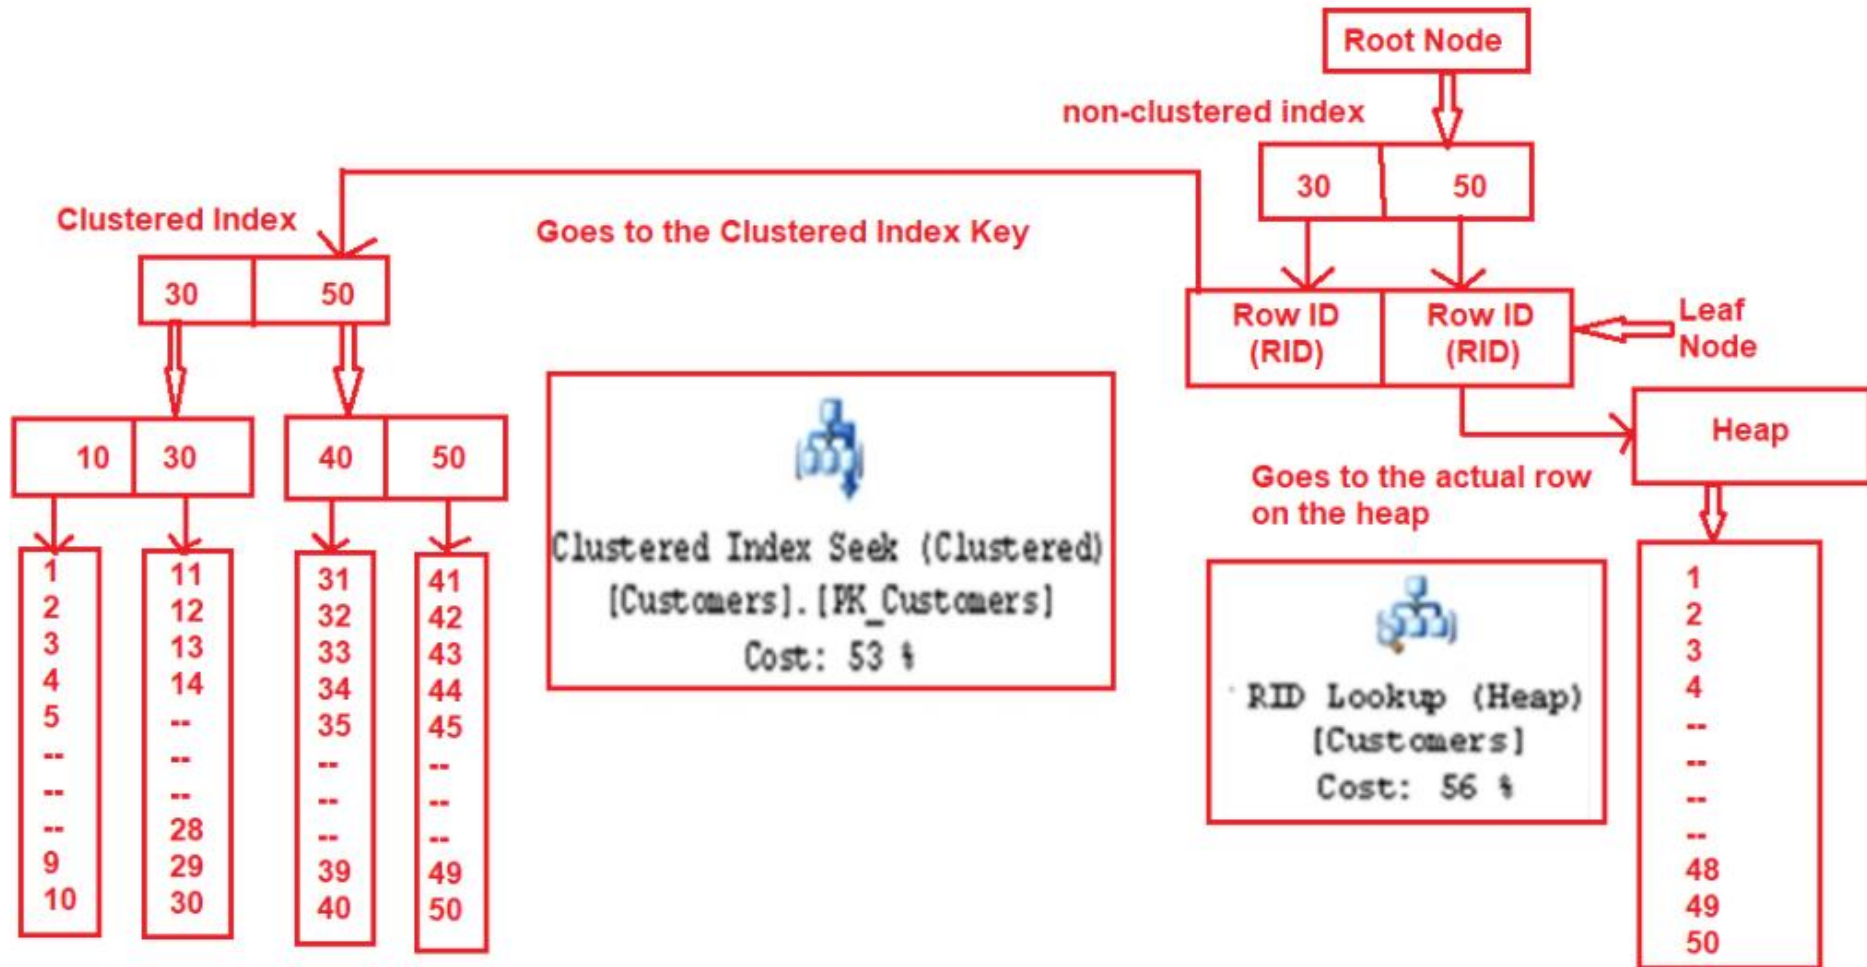 Root Node
non-clustered index
30 50
Clustered Index
Goes to the Clustered Index Key
30 50
Row ID
(RID)
Row ID
(RID)
Leaf
Node
10 30
40 50
Heap
Goes to the actual row
on the heap
1
2
3
4
5
--
--
--
9
10
11
12
13
14
--
--
--
28
29
30
31
32
33
34
35
--
--
--
39
40
41
42
43
44
45
--
--
--
49
50
Clustered Index Seek (Clustered)
[Customers].[PK_Customers]
Cost: 53 %
RID Lookup (Heap)
[Customers]
Cost: 56 %
1
2
3
4
--
--
--
--
48
49
50